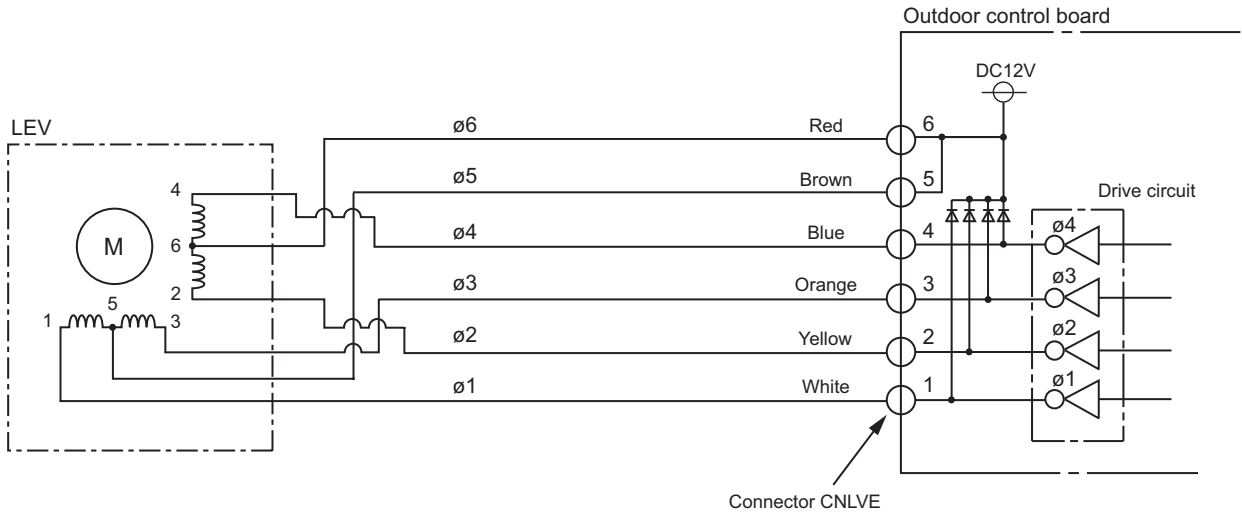 Outdoor control board
DC12V
LEV
ø6 Red 6
ø5 Brown 5
4
Drive circuit
ø4 Blue 4 ø4
M
6
2
ø3 Orange 3 ø3
1 5 3
ø2 Yellow 2 ø2
ø1 White 1 ø1
Connector CNLVE